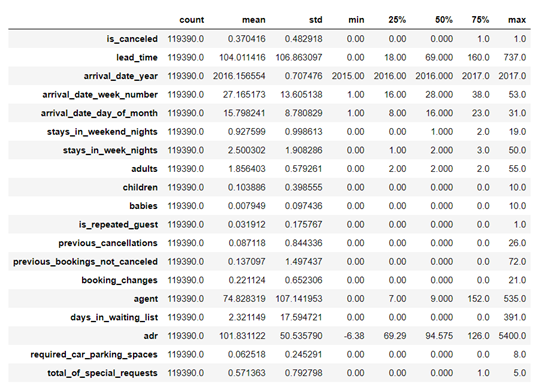 count mean std min 25% 50% 75% max
is_canceled 119390.0 0.370416 0.482918 0.00 0.00 0.000 1.0 1.0
lead_time 119390.0 104.011416 106.863097 0.00 18.00 69.000 160.0 737.0
arrival_date_year 119390.0 2016.156554 0.707476 2015.00 2016.00 2016.000 2017.0 2017.0
arrival_date_week_number 119390.0 27.165173 13.605138 1.00 16.00 28.000 38.0 53.0
arrival_date_day_of_month 119390.0 15.798241 8.780829 1.00 8.00 16.000 23.0 31.0
stays_in_weekend_nights 119390.0 0.927599 0.998613 0.00 0.00 1.000 2.0 19.0
stays_in_week_nights 119390.0 2.500302 1.908286 0.00 1.00 2.000 3.0 50.0
adults 119390.0 1.856403 0.579261 0.00 2.00 2.000 2.0 55.0
children 119390.0 0.103886 0.398555 0.00 0.00 0.000 0.0 10.0
babies 119390.0 0.007949 0.097436 0.00 0.00 0.000 0.0 10.0
is_repeated_guest 119390.0 0.031912 0.175767 0.00 0.00 0.000 0.0 1.0
previous_cancellations 119390.0 0.087118 0.844336 0.00 0.00 0.000 0.0 26.0
previous_bookings_not_canceled 119390.0 0.137097 1.497437 0.00 0.00 0.000 0.0 72.0
booking_changes 119390.0 0.221124 0.652306 0.00 0.00 0.000 0.0 21.0
agent 119390.0 74.828319 107.141953 0.00 7.00 9.000 152.0 535.0
days_in_waiting_list 119390.0 2.321149 17.594721 0.00 0.00 0.000 0.0 391.0
adr 119390.0 101.831122 50.535790 -6.38 69.29 94.575 126.0 5400.0
required_car_parking_spaces 119390.0 0.062518 0.245291 0.00 0.00 0.000 0.0 8.0
total_of_special_requests 119390.0 0.571363 0.792798 0.00 0.00 0.000 1.0 5.0